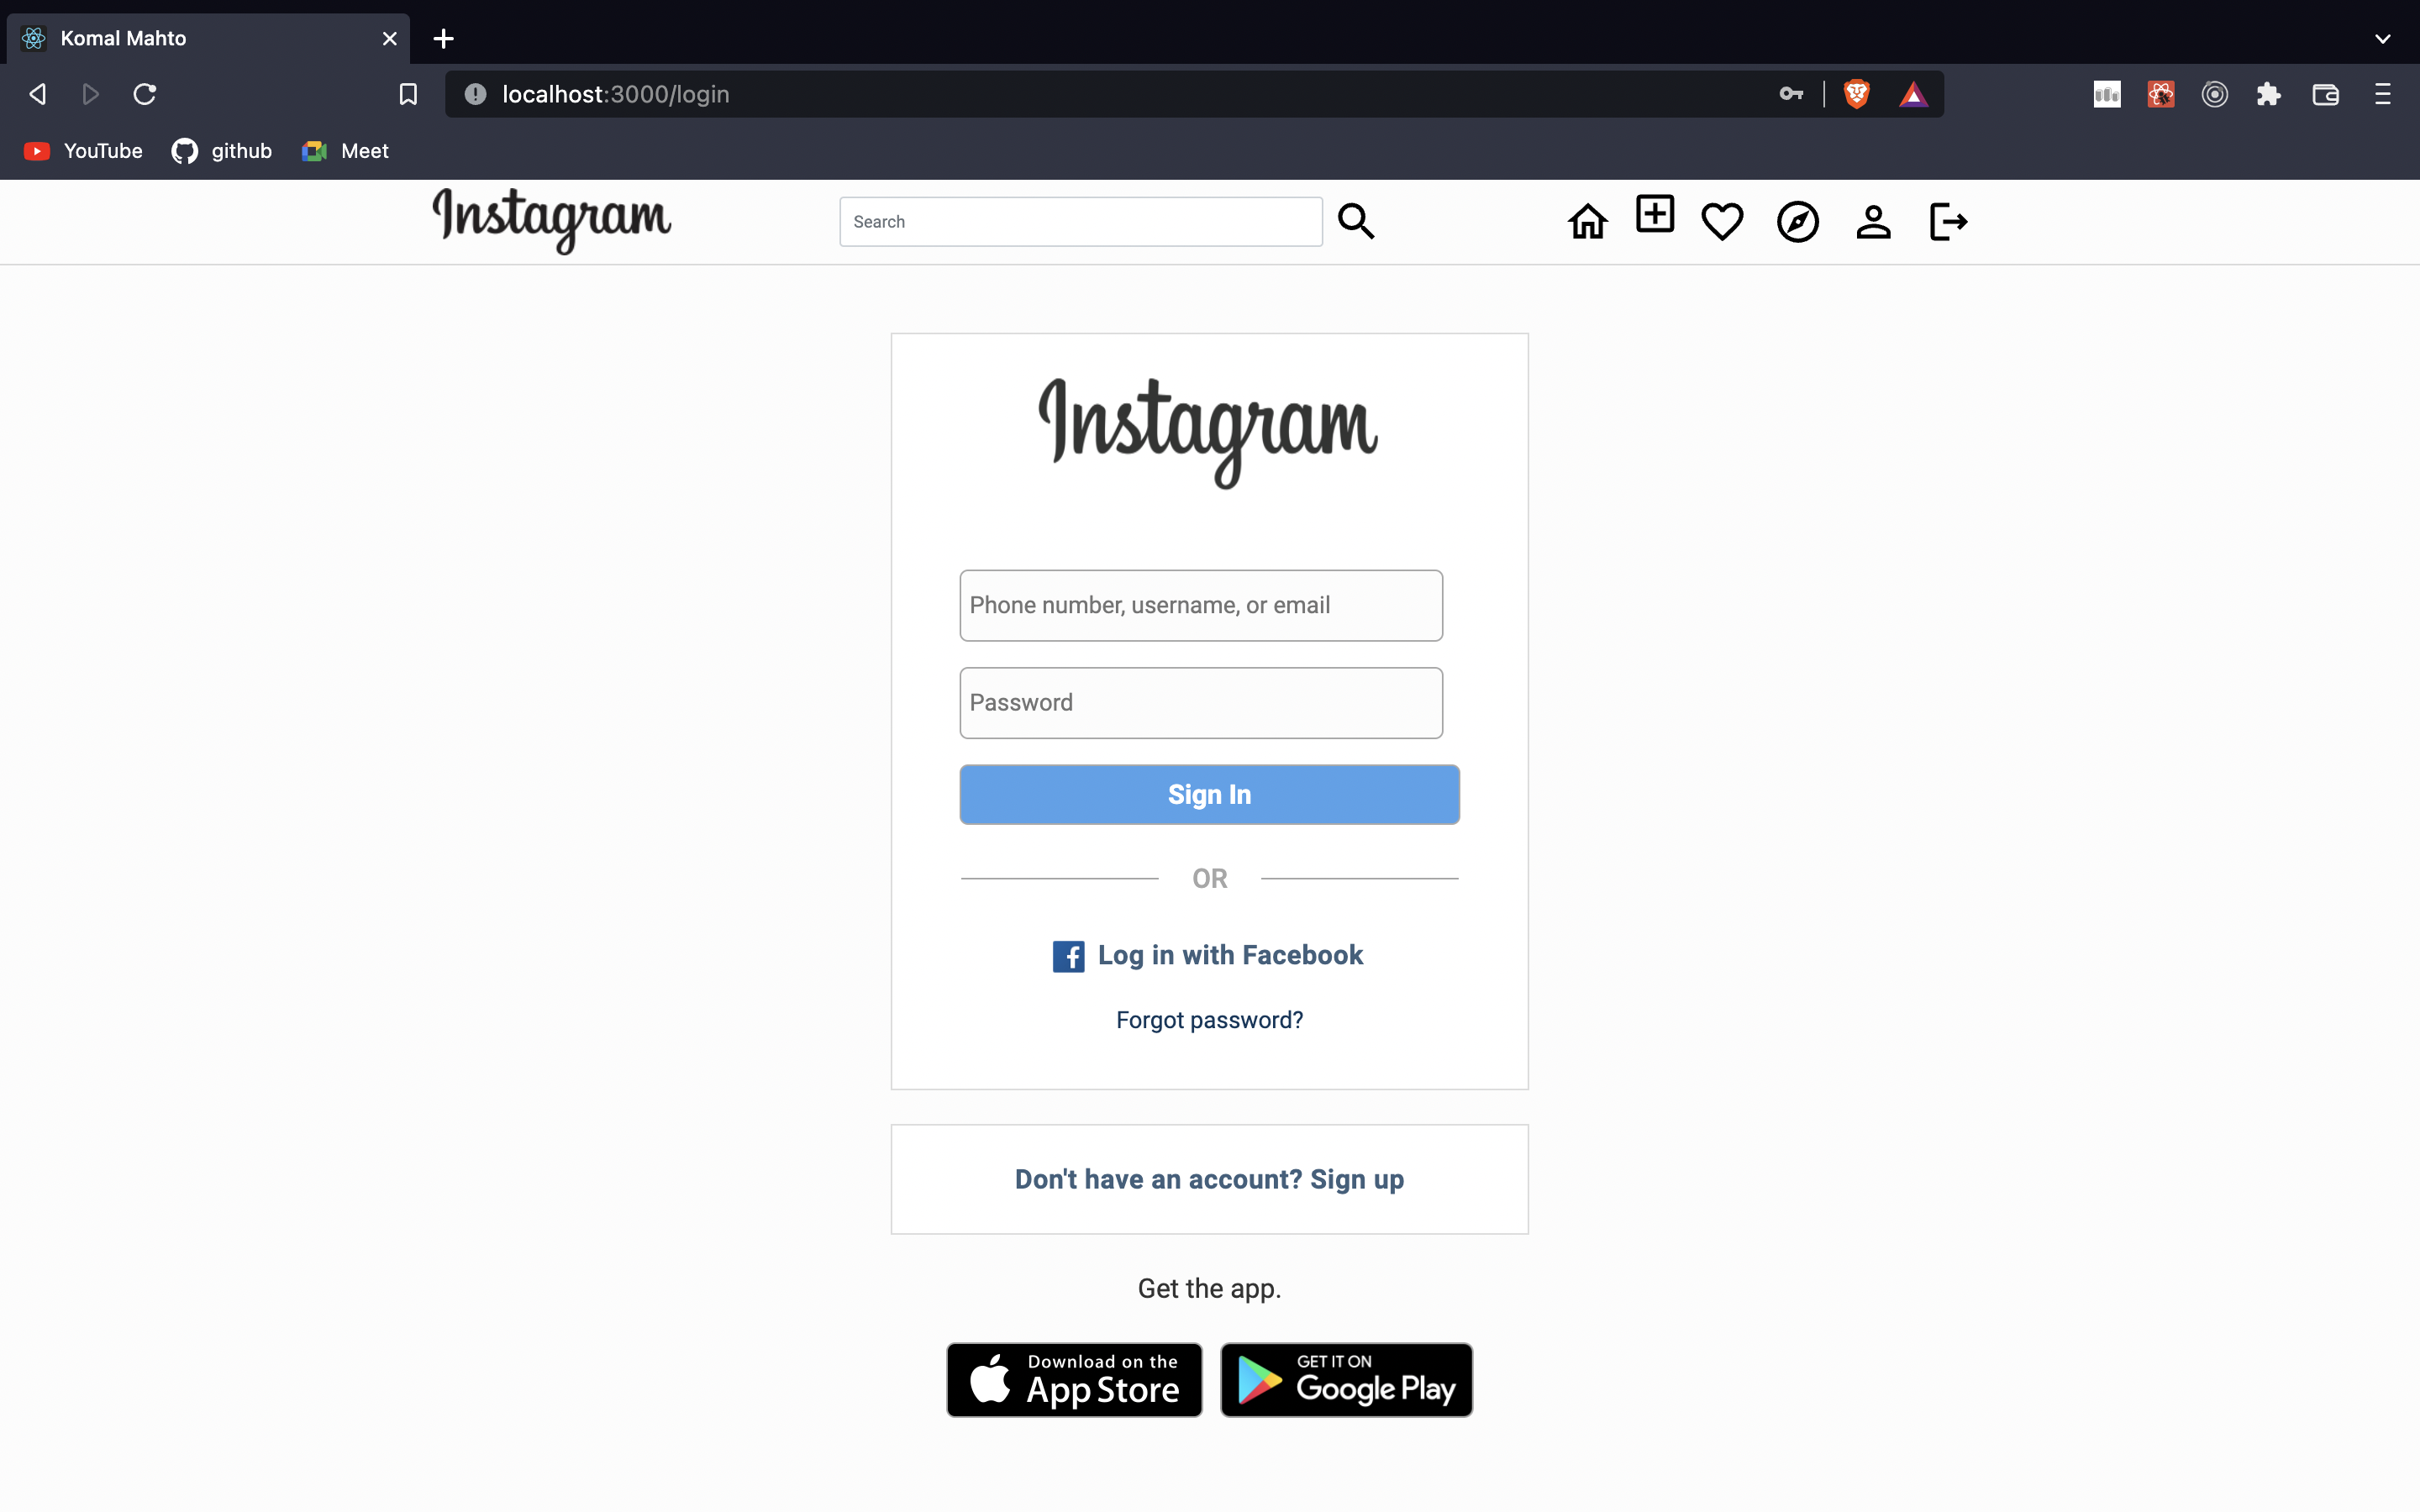 Komal Mahto
localhost:3000/login
YouTube github Meet
Instagram
Search
Instagram
Phone number, username, or email
Password
Sign In
OR
Log in with Facebook
Forgot password?
Don't have an account? Sign up
Get the app.
Download on the
App Store
GET IT ON
Google Play